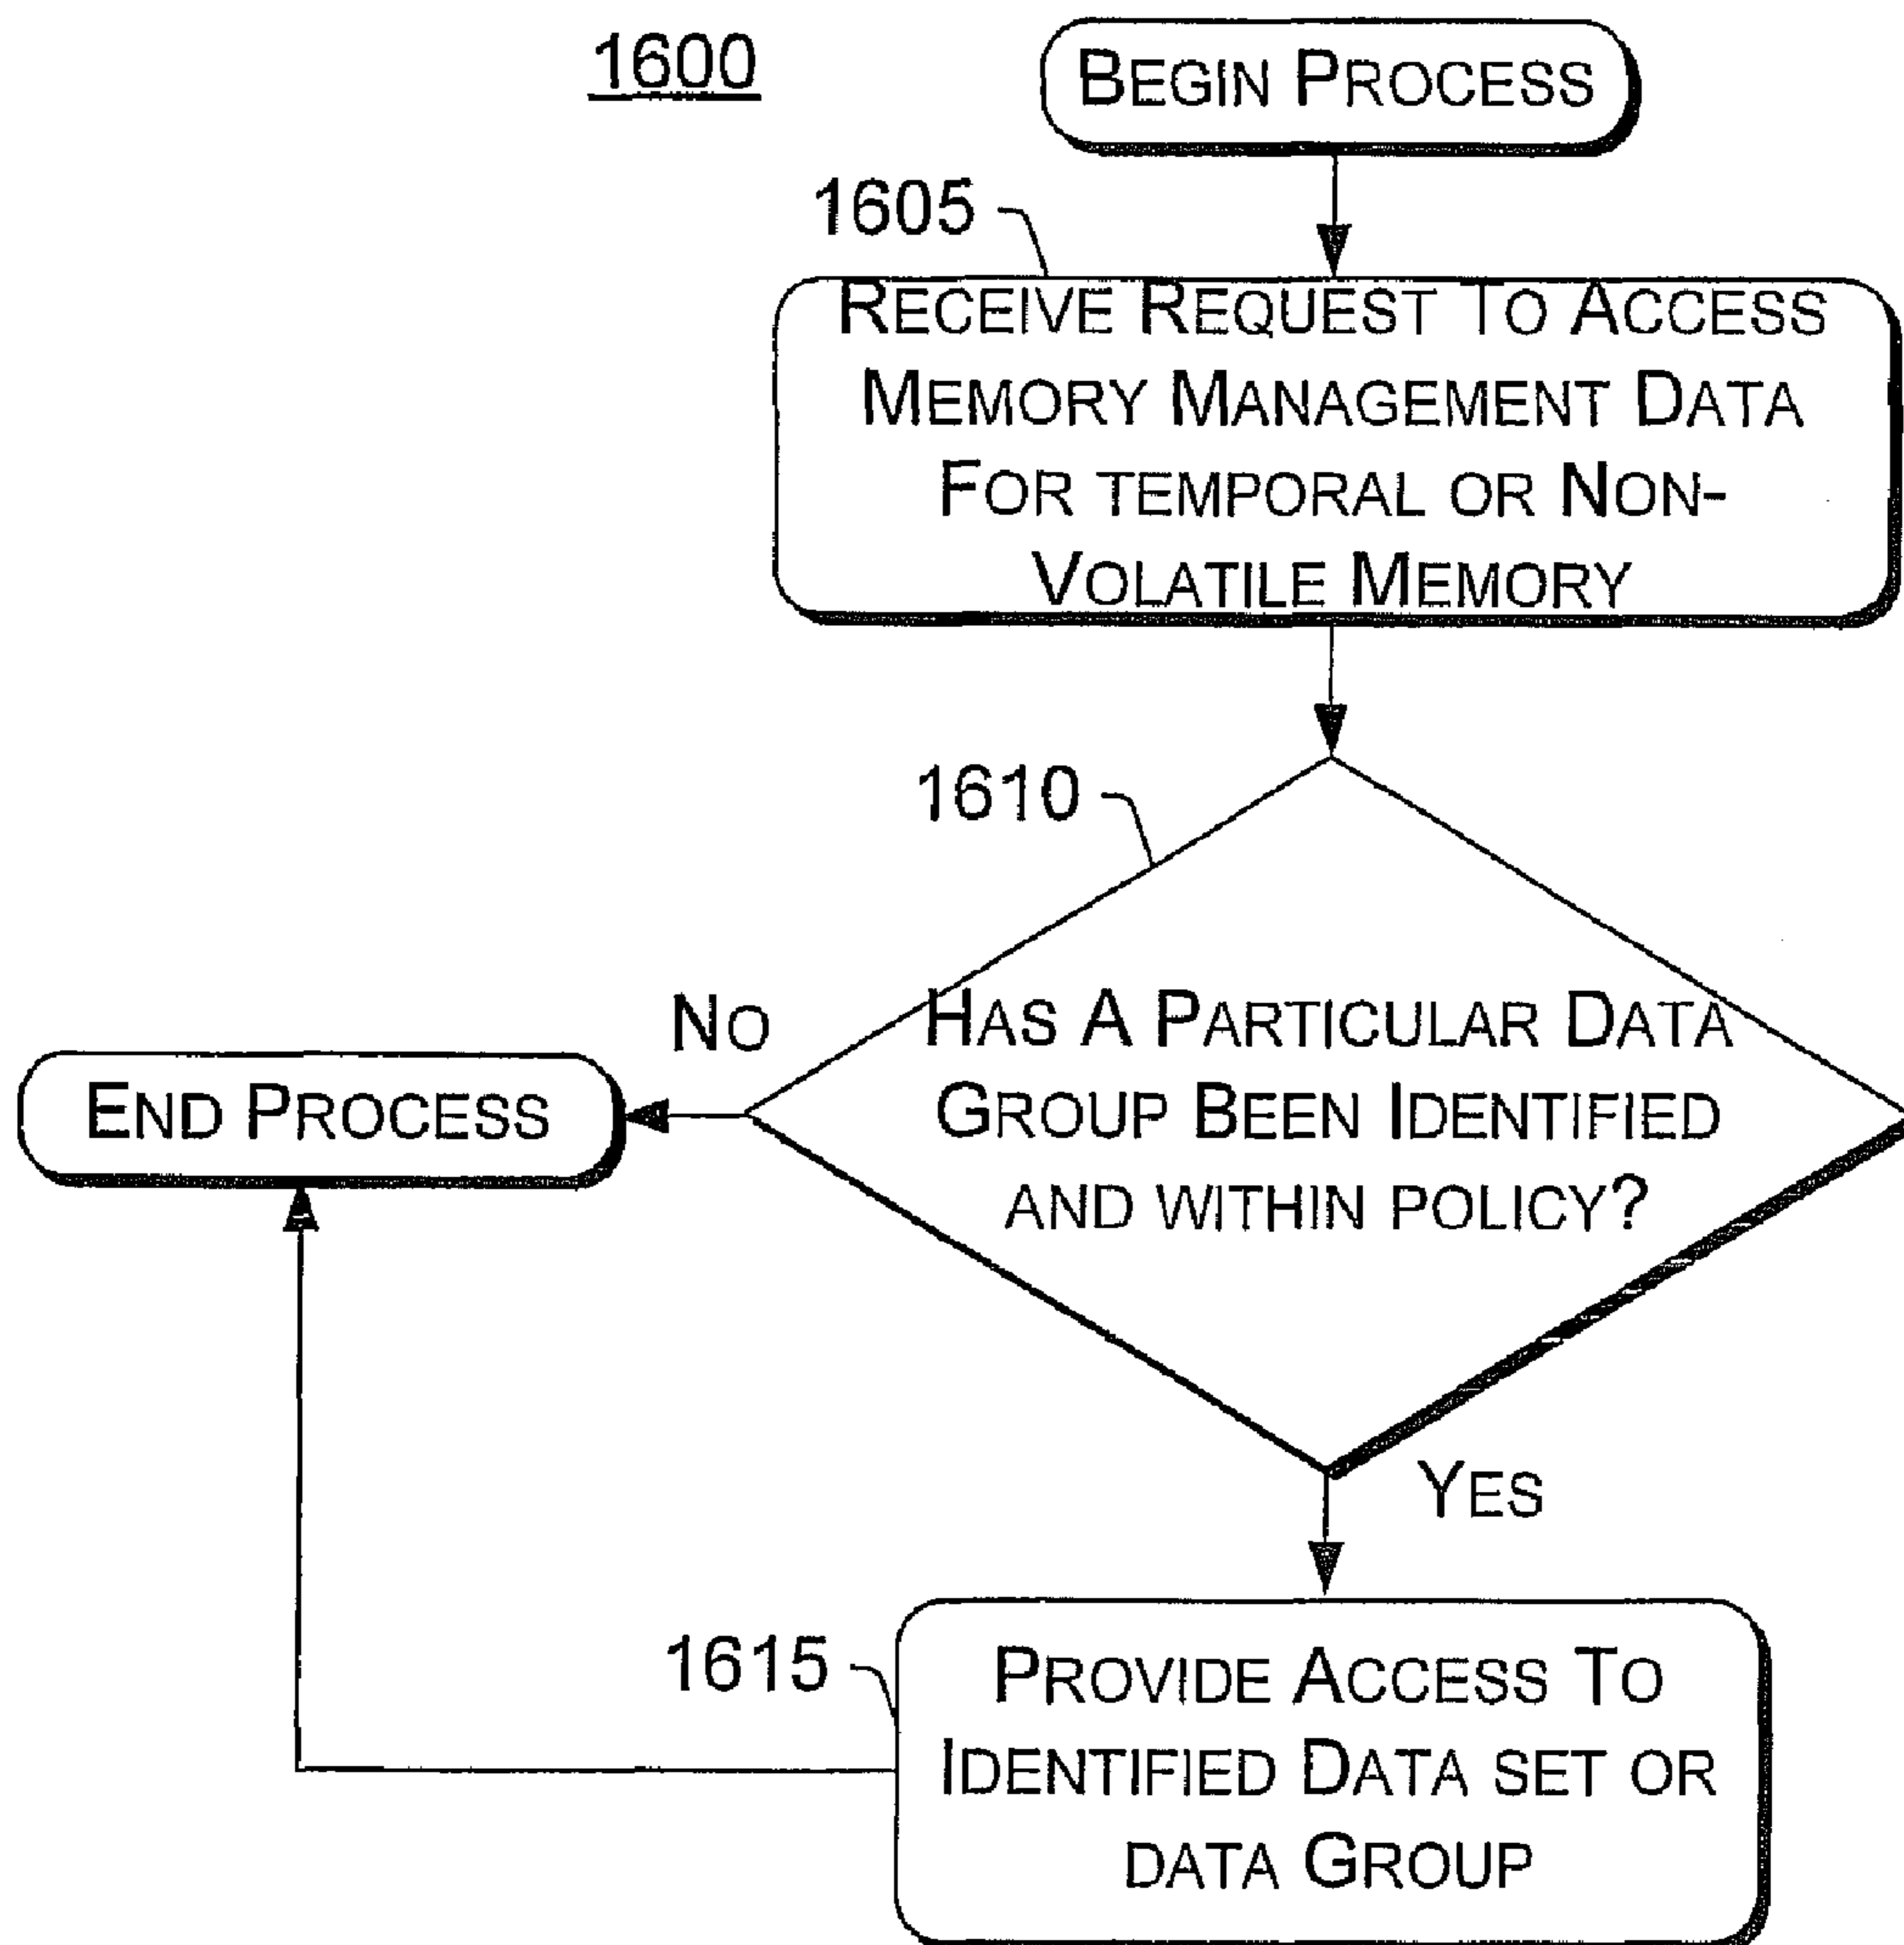 1600
BEGIN PROCESS
1605
RECEIVE REQUEST TO ACCESS
MEMORY MANAGEMENT DATA
FOR TEMPORAL OR NON-
VOLATILE MEMORY
1610
NO
HAS A PARTICULAR DATA
GROUP BEEN IDENTIFIED
AND WITHIN POLICY?
END PROCESS
YES
1615
PROVIDE ACCESS TO
IDENTIFIED DATA SET OR
DATA GROUP